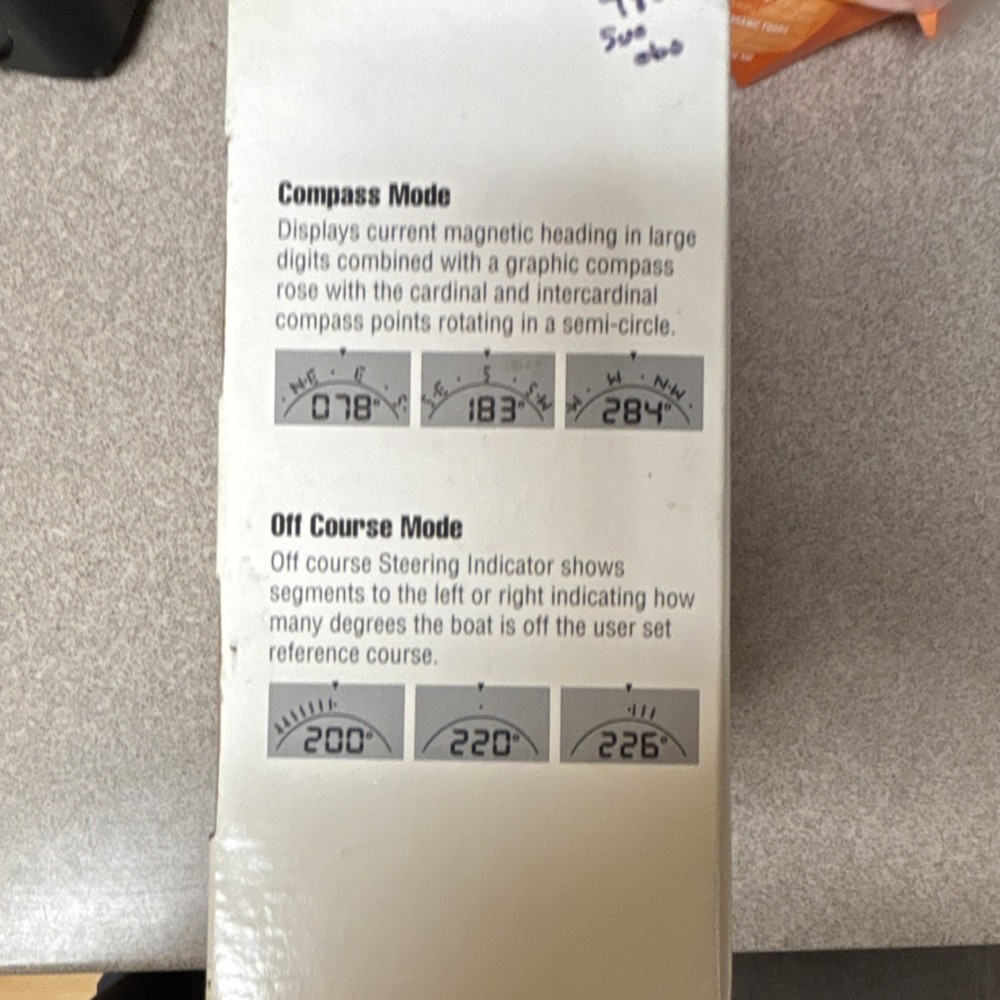 obo
Compass Mode
Displays current magnetic heading in large
digits combined with a graphic compass
rose with the cardinal and intercardinal
compass points rotating in a semi-circle.
N·E · E
078°
S · S·W
183°
W · N·W
284°
Off Course Mode
Off course Steering Indicator shows
segments to the left or right indicating how
many degrees the boat is off the user set
reference course.
200°
220°
226°